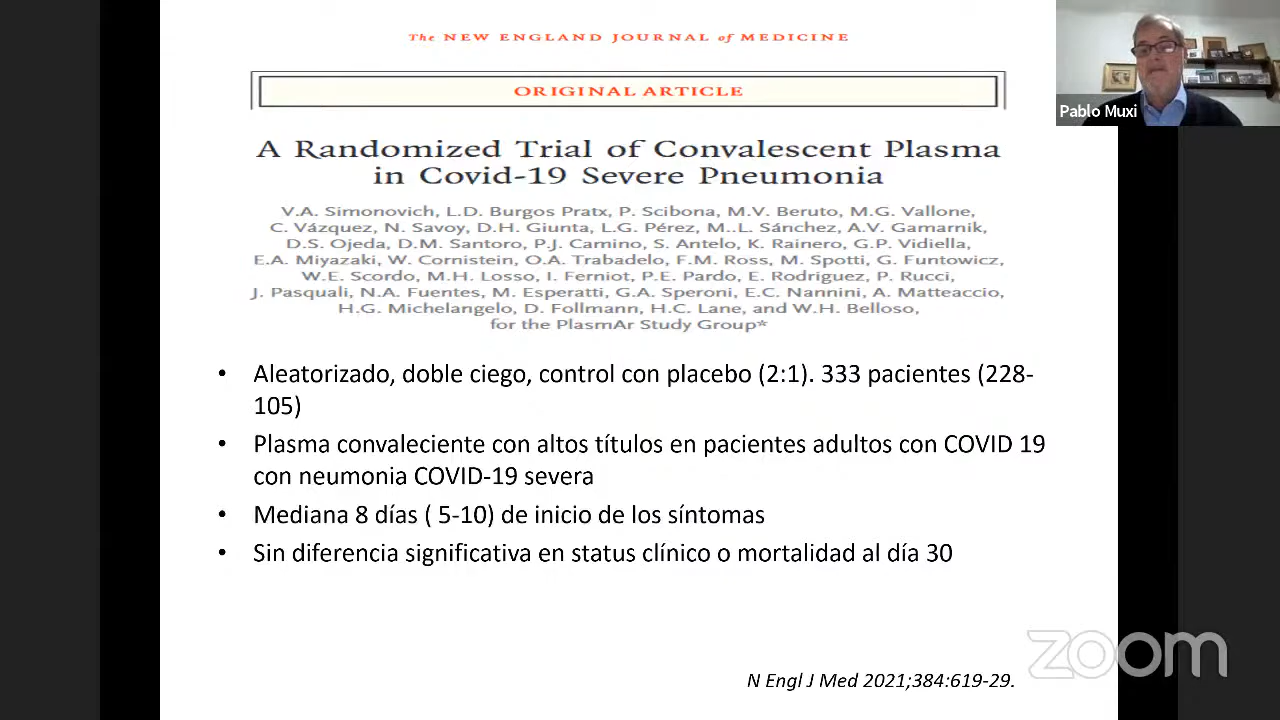 The NEW ENGLAND JOURNAL of MEDICINE
ORIGINAL ARTICLE
A Randomized Trial of Convalescent Plasma
in Covid-19 Severe Pneumonia
V.A. Simonovich, L.D. Burgos Pratx, P. Scibona, M.V. Beruto, M.G. Vallone,
C. Vázquez, N. Savoy, D.H. Giunta, L.G. Pérez, M..L. Sánchez, A.V. Gamarnik,
D.S. Ojeda, D.M. Santoro, P.J. Camino, S. Antelo, K. Rainero, G.P. Vidiella,
E.A. Miyazaki, W. Cornistein, O.A. Trabadelo, F.M. Ross, M. Spotti, G. Funtowicz,
W.E. Scordo, M.H. Losso, I. Ferniot, P.E. Pardo, E. Rodriguez, P. Rucci,
J. Pasquali, N.A. Fuentes, M. Esperatti, G.A. Speroni, E.C. Nannini, A. Matteaccio,
H.G. Michelangelo, D. Follmann, H.C. Lane, and W.H. Belloso,
for the PlasmAr Study Group*
• Aleatorizado, doble ciego, control con placebo (2:1). 333 pacientes (228-
105)
• Plasma convaleciente con altos títulos en pacientes adultos con COVID 19
con neumonia COVID-19 severa
• Mediana 8 días ( 5-10) de inicio de los síntomas
• Sin diferencia significativa en status clínico o mortalidad al día 30
N Engl J Med 2021;384:619-29.
Pablo Muxi
zoom